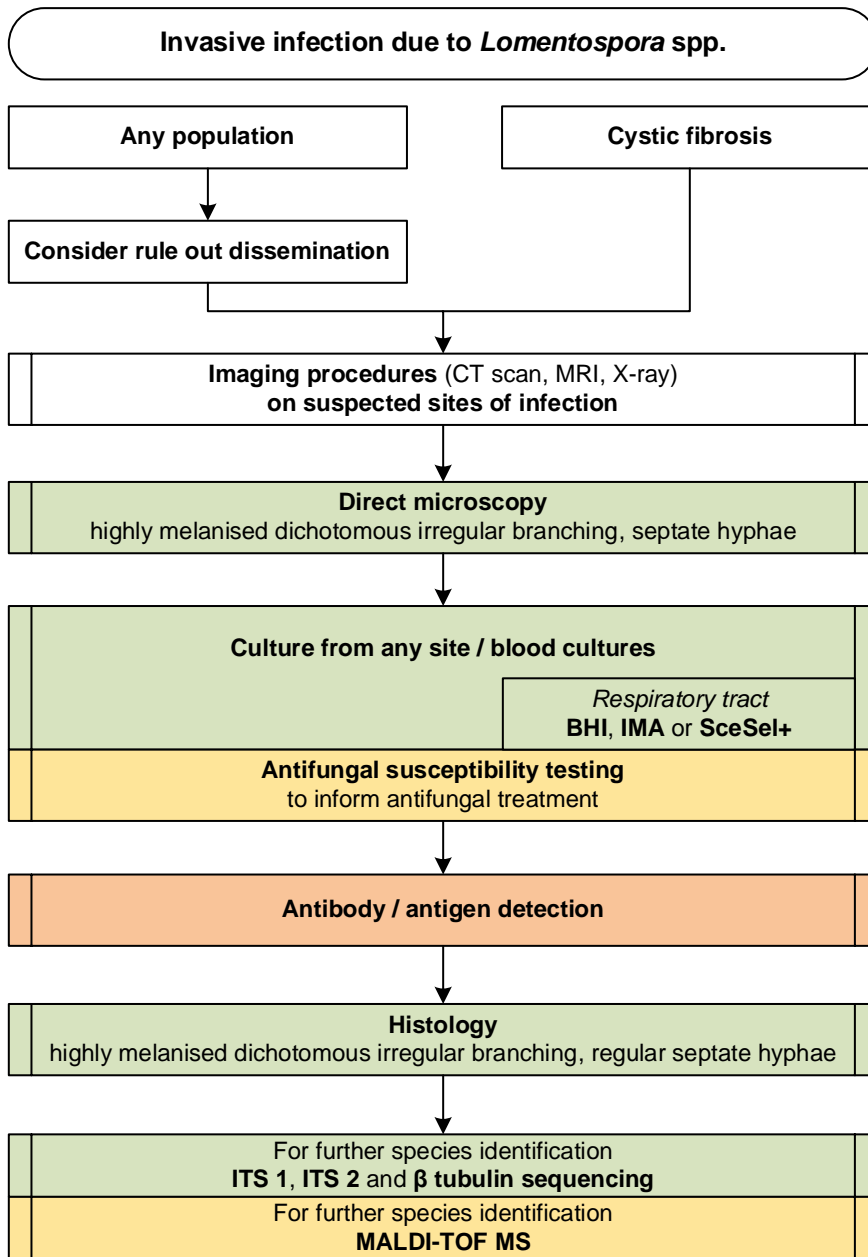 Invasive infection due to Lomentospora spp.
Any population
Cystic fibrosis
Consider rule out dissemination
Imaging procedures (CT scan, MRI, X-ray)
on suspected sites of infection
Direct microscopy
highly melanised dichotomous irregular branching, septate hyphae
Culture from any site / blood cultures
Respiratory tract
BHI, IMA or SceSel+
Antifungal susceptibility testing
to inform antifungal treatment
Antibody / antigen detection
Histology
highly melanised dichotomous irregular branching, regular septate hyphae
For further species identification
ITS 1, ITS 2 and β tubulin sequencing
For further species identification
MALDI-TOF MS